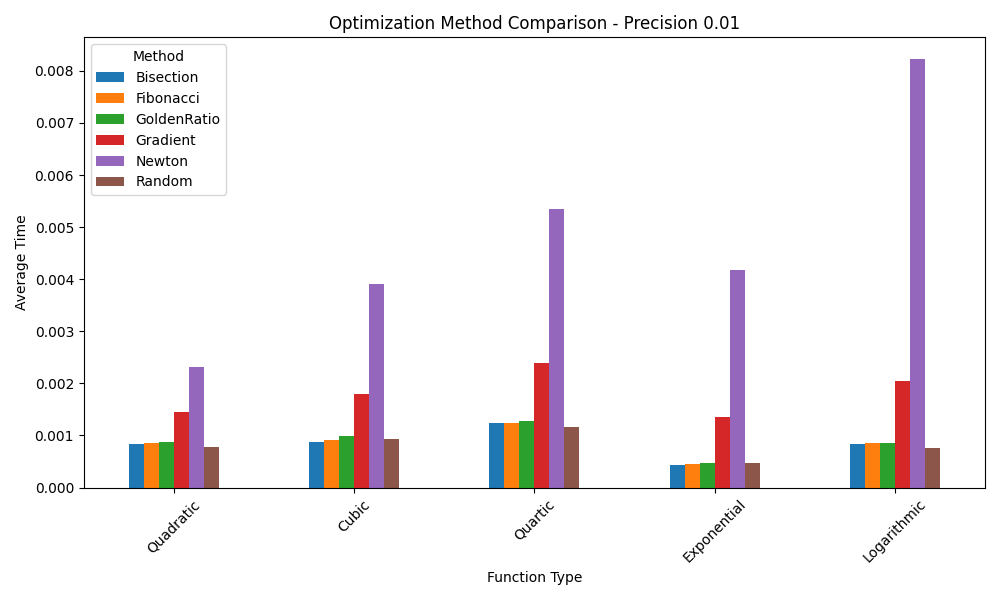 Optimization Method Comparison - Precision 0.01
Method
Bisection
Fibonacci
GoldenRatio
Gradient
Newton
Random
Average Time
0.008
0.007
0.006
0.005
0.004
0.003
0.002
0.001
0.000
Quadratic
Cubic
Quartic
Exponential
Logarithmic
Function Type